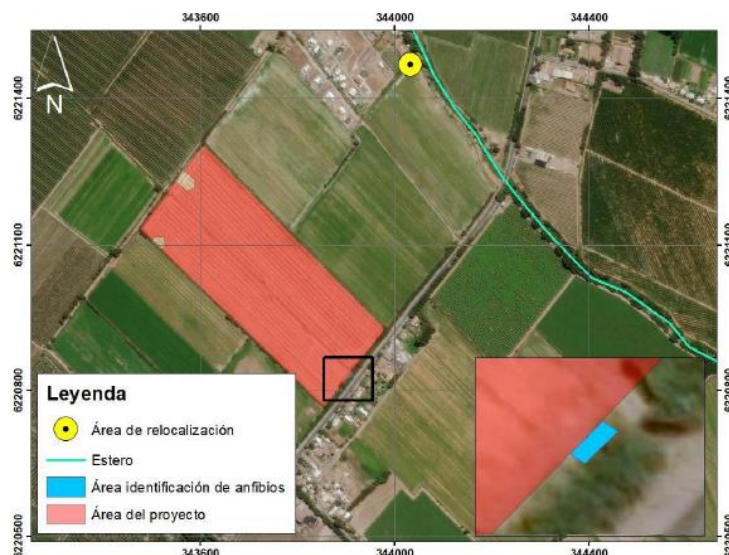 343600
344000
344400
N
6221400
6221400
6221100
6221100
6220800
6220800
6220500
6220500
Leyenda
Área de relocalización
Estero
Área identificación de anfibios
Área del proyecto
343600
344000
344400